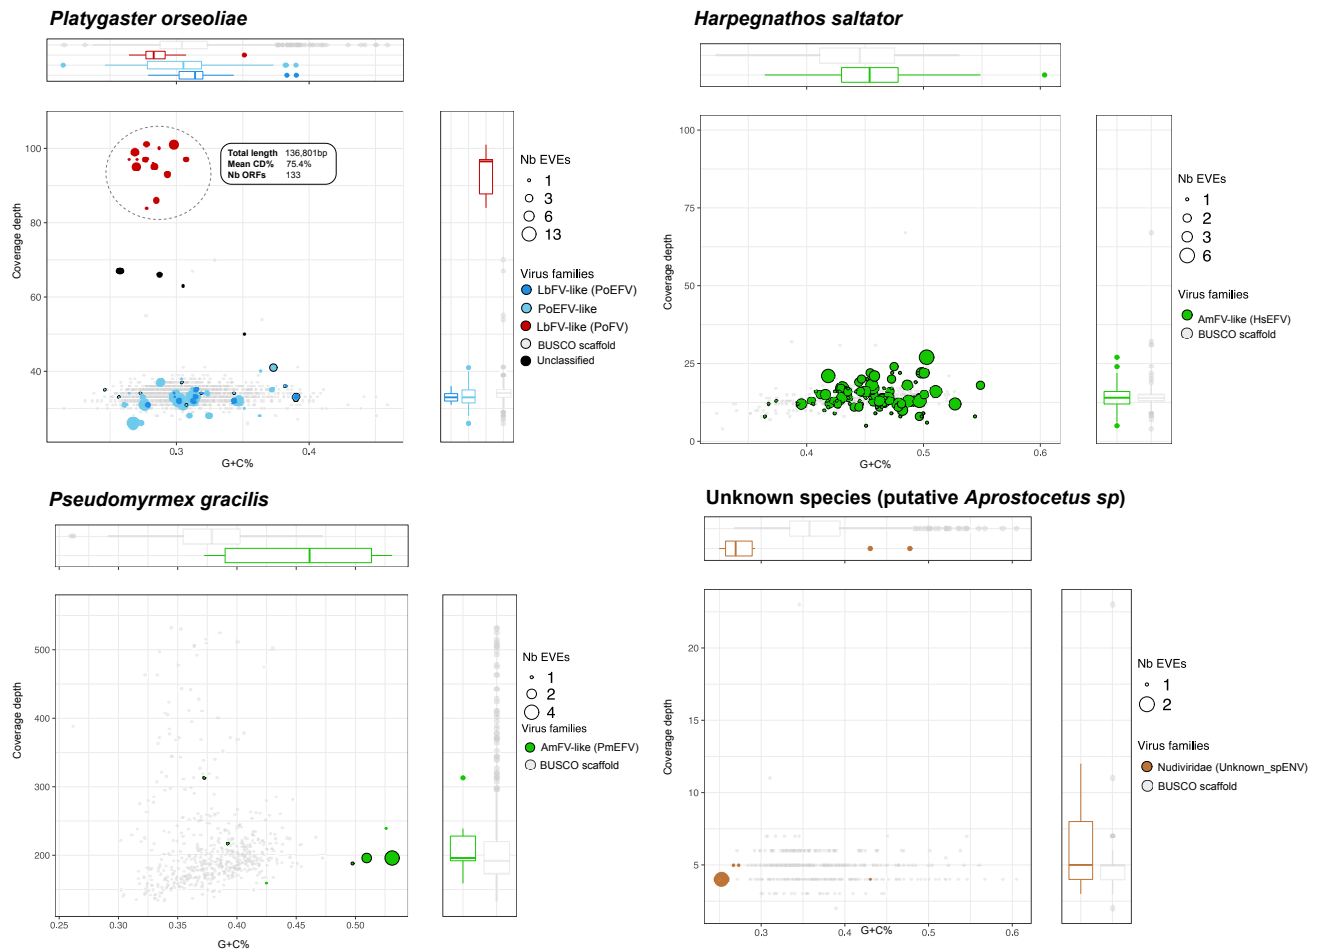 Platygaster orseoliae
Coverage depth
100
80
60
40
0.3
0.4
G+C%
Total length 136,801bp
Mean CD% 75.4%
Nb ORFs 133
Nb EVEs
1
3
6
13
Virus families
LbFV-like (PoEFV)
PoEFV-like
LbFV-like (PoFV)
BUSCO scaffold
Unclassified
Harpegnathos saltator
Coverage depth
100
75
50
25
0
0.4
0.5
0.6
G+C%
Nb EVEs
1
2
3
6
Virus families
AmFV-like (HsEFV)
BUSCO scaffold
Pseudomyrmex gracilis
Coverage depth
500
400
300
200
0.25
0.30
0.35
0.40
0.45
0.50
G+C%
Nb EVEs
1
2
4
Virus families
AmFV-like (PmEFV)
BUSCO scaffold
Unknown species (putative Aprostocetus sp)
Coverage depth
20
15
10
5
0.3
0.4
0.5
0.6
G+C%
Nb EVEs
1
2
Virus families
Nudiviridae (Unknown_spENV)
BUSCO scaffold